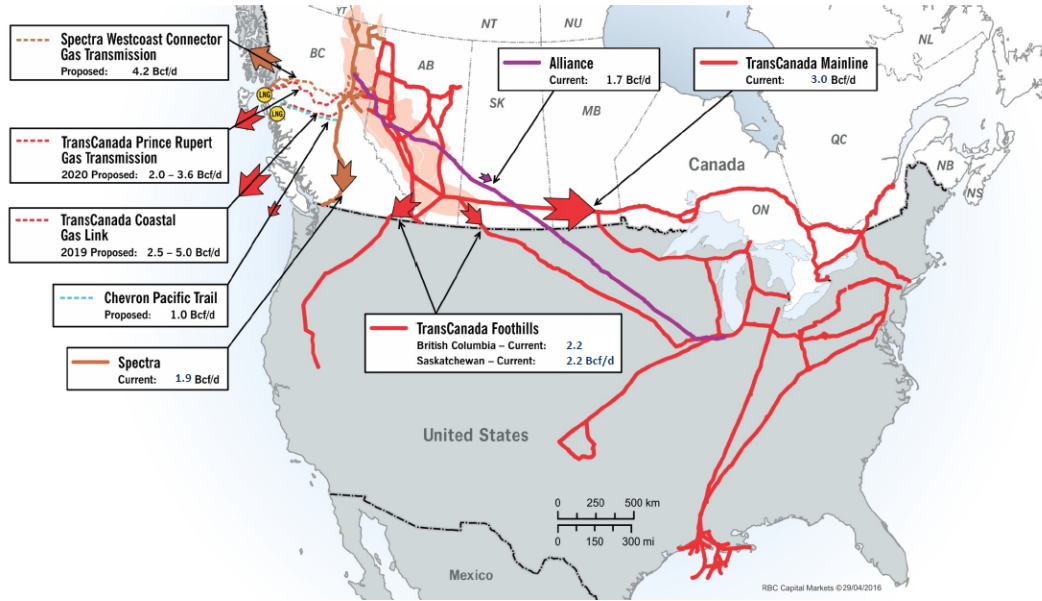 Spectra Westcoast Connector
Gas Transmission
Proposed: 4.2 Bcf/d
TransCanada Prince Rupert
Gas Transmission
2020 Proposed: 2.0 – 3.6 Bcf/d
TransCanada Coastal
Gas Link
2019 Proposed: 2.5 – 5.0 Bcf/d
Chevron Pacific Trail
Proposed: 1.0 Bcf/d
Spectra
Current: 1.9 Bcf/d
Alliance
Current: 1.7 Bcf/d
TransCanada Mainline
Current: 3.0 Bcf/d
TransCanada Foothills
British Columbia – Current: 2.2
Saskatchewan – Current: 2.2 Bcf/d
YT
NT
NU
BC
AB
SK
MB
NL
QC
NB
NS
ON
LNG
LNG
Canada
United States
Mexico
0 250 500 km
0 150 300 mi
RBC Capital Markets ©29/04/2016